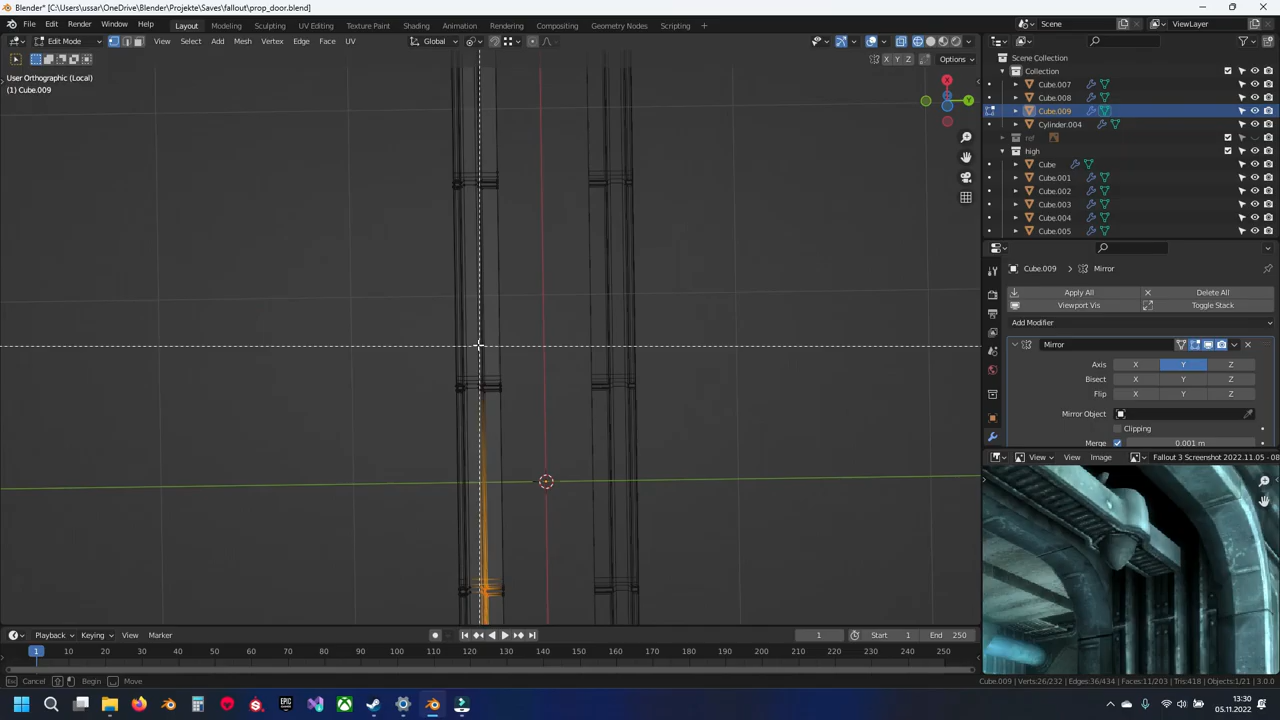 Blender* [C:\Users\ussar\OneDrive\Blender\Projekte\Saves\fallout\prop_door.blend]
File Edit Render Window Help Layout Modeling Sculpting UV Editing Texture Paint Shading Animation Rendering Compositing Geometry Nodes Scripting + Scene ViewLayer
Edit Mode View Select Add Mesh Vertex Edge Face UV Global
X Y Z Options
User Orthographic (Local)
(1) Cube.009
X
Y
Scene Collection
Collection
Cube.007
Cube.008
Cube.009
Cylinder.004
ref
high
Cube
Cube.001
Cube.002
Cube.003
Cube.004
Cube.005
Cube.009 > Mirror
Apply All Delete All
Viewport Vis Toggle Stack
Add Modifier
Mirror
Axis X Y Z
Bisect X Y Z
Flip X Y Z
Mirror Object
Clipping
Merge 0.001 m
View View Image Fallout 3 Screenshot 2022.11.05 - 08
Playback Keying View Marker 1 Start 1 End 250
1 10 20 30 40 50 60 70 80 90 100 110 120 130 140 150 160 170 180 190 200 210 220 230 240 250
Cancel Begin Move Cube.009 | Verts:26/232 | Edges:36/434 | Faces:11/203 | Tris:418 | Objects:1/21 | 3.0.0
13:30
05.11.2022